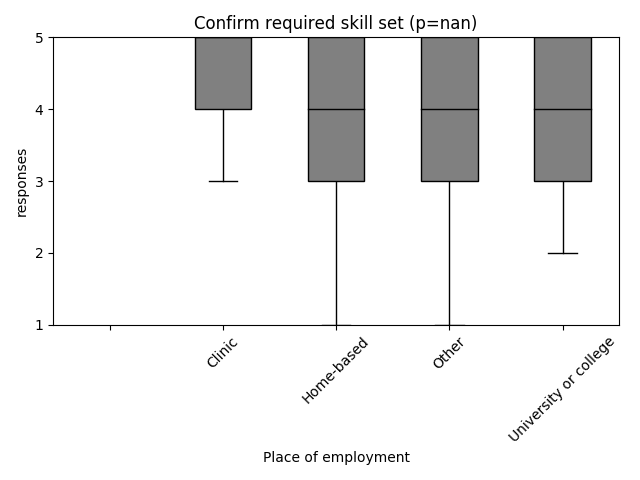 Confirm required skill set (p=nan)
5
4
3
2
1
responses
Clinic
Home-based
Other
University or college
Place of employment